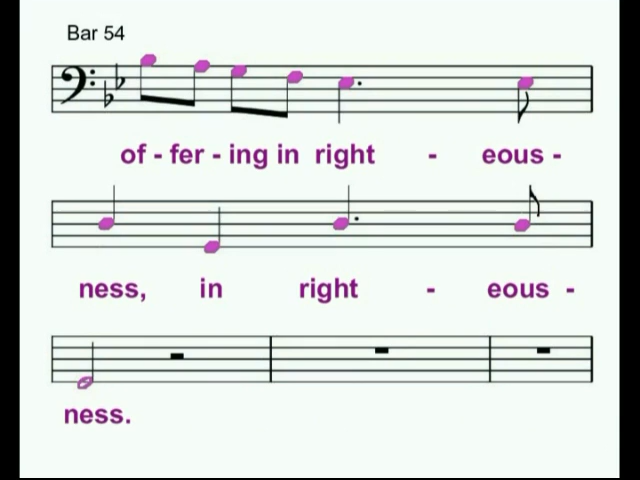 Bar 54
of - fer - ing in right - eous -
ness, in right - eous -
ness.